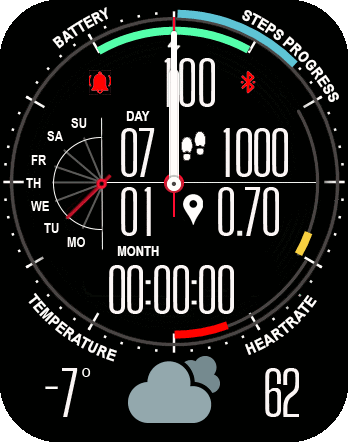 BATTERY
STEPS PROGRESS
100
SU
SA
FR
TH
WE
TU
MO
DAY
07
1000
01
0.70
MONTH
00:00:00
TEMPERATURE
HEARTRATE
-7°
62